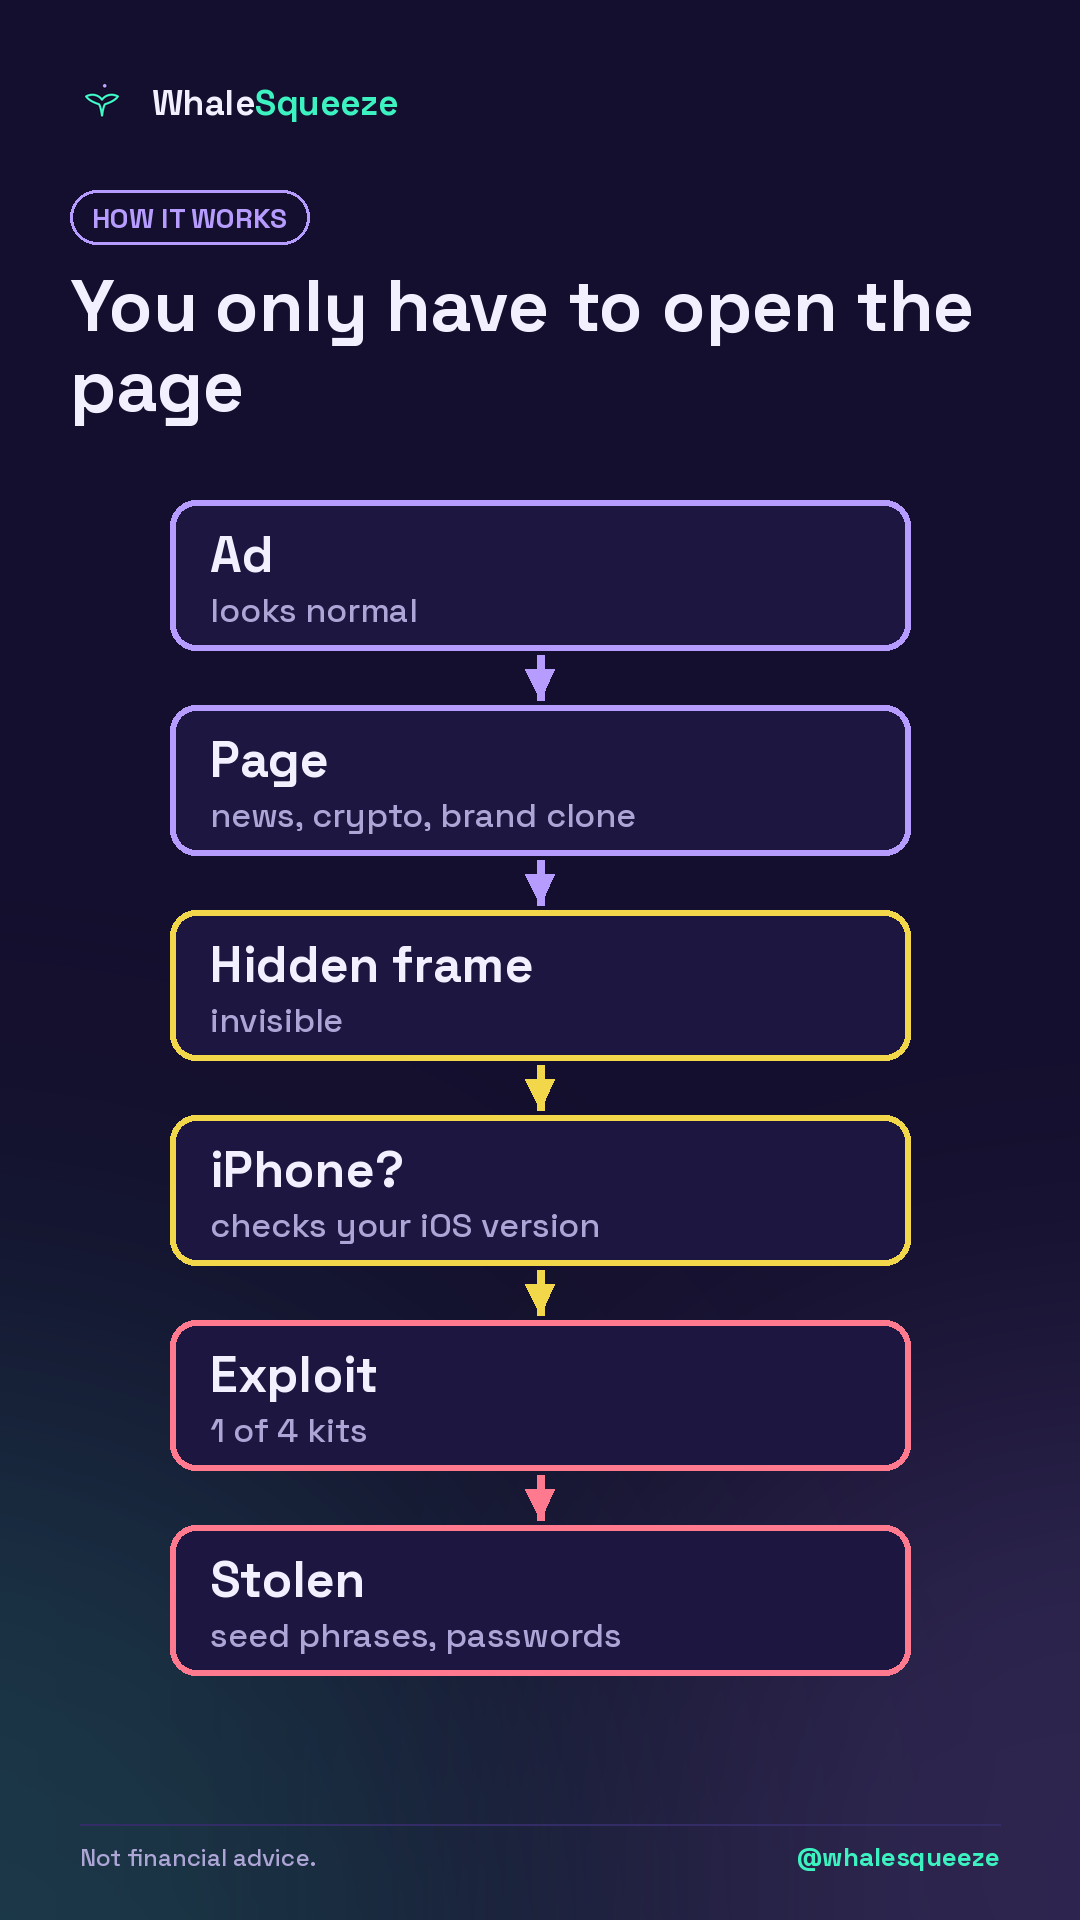 WhaleSqueeze
HOW IT WORKS
You only have to open the
page
Ad
looks normal
Page
news, crypto, brand clone
Hidden frame
invisible
iPhone?
checks your iOS version
Exploit
1 of 4 kits
Stolen
seed phrases, passwords
Not financial advice.
@whalesqueeze